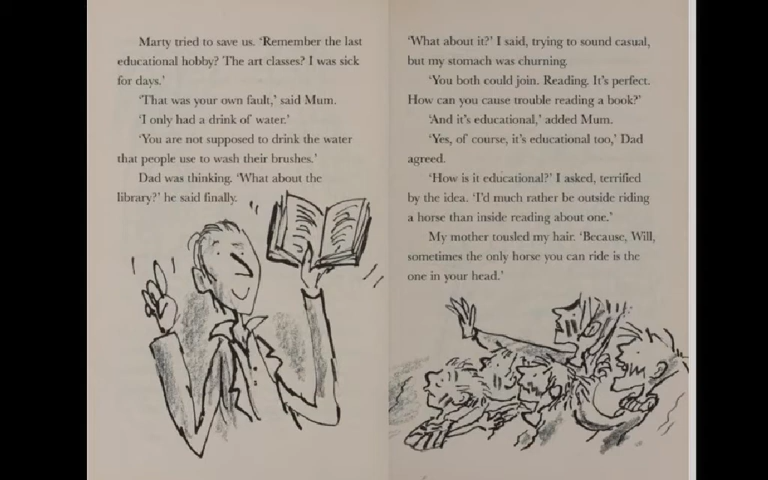 Marty tried to save us. ‘Remember the last
educational hobby? The art classes? I was sick
for days.’
‘That was your own fault,’ said Mum.
‘I only had a drink of water.’
‘You are not supposed to drink the water
that people use to wash their brushes.’
Dad was thinking. ‘What about the
library?’ he said finally.
‘What about it?’ I said, trying to sound casual,
but my stomach was churning.
‘You both could join. Reading. It’s perfect.
How can you cause trouble reading a book?’
‘And it’s educational,’ added Mum.
‘Yes, of course, it’s educational too,’ Dad
agreed.
‘How is it educational?’ I asked, terrified
by the idea. ‘I’d much rather be outside riding
a horse than inside reading about one.’
My mother tousled my hair. ‘Because, Will,
sometimes the only horse you can ride is the
one in your head.’